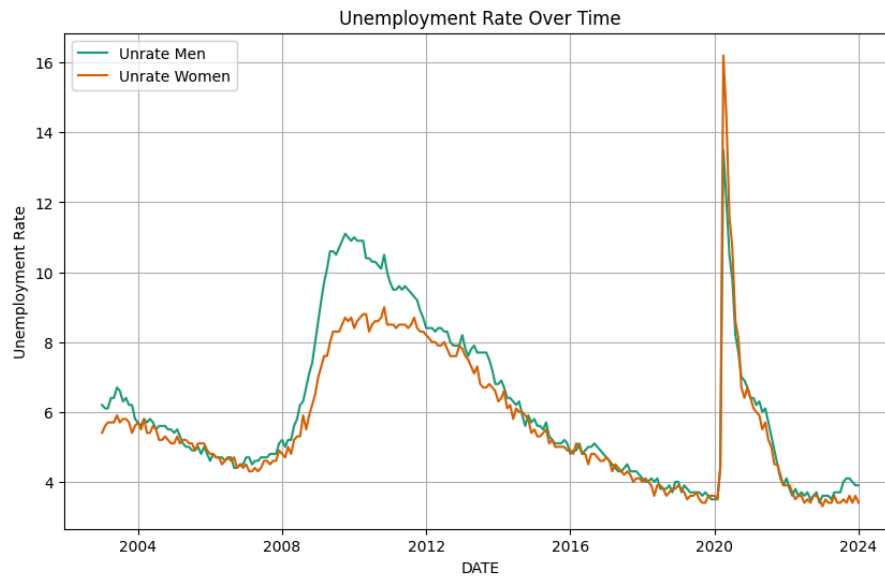 Unemployment Rate Over Time
Unrate Men
Unrate Women
Unemployment Rate
16
14
12
10
8
6
4
2004 2008 2012 2016 2020 2024
DATE